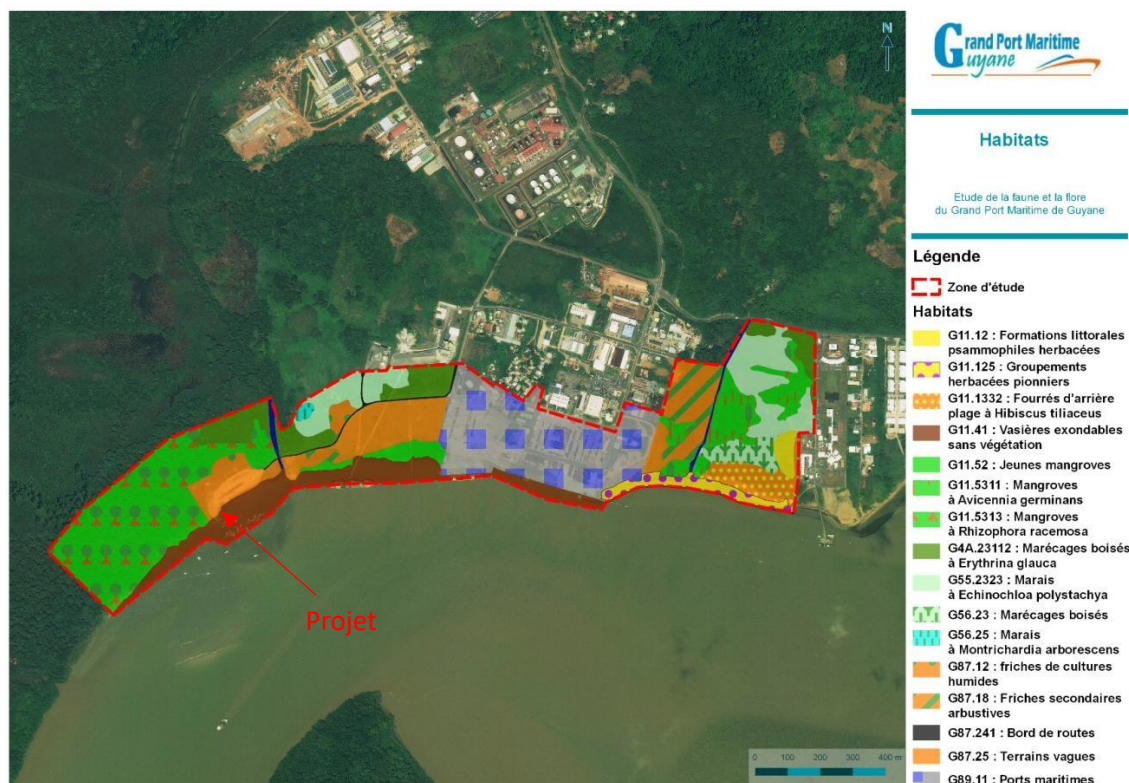 N
Grand Port Maritime
Guyane
Habitats
Etude de la faune et la flore
du Grand Port Maritime de Guyane
Légende
Zone d'étude
Habitats
G11.12 : Formations littorales
psammophiles herbacées
G11.125 : Groupements
herbacées pionniers
G11.1332 : Fourrés d'arrière
plage à Hibiscus tiliaceus
G11.41 : Vasières exondables
sans végétation
G11.52 : Jeunes mangroves
G11.5311 : Mangroves
à Avicennia germinans
G11.5313 : Mangroves
à Rhizophora racemosa
G4A.23112 : Marécages boisés
à Erythrina glauca
G55.2323 : Marais
à Echinochloa polystachya
G56.23 : Marécages boisés
G56.25 : Marais
à Montrichardia arborescens
G87.12 : friches de cultures
humides
G87.18 : Friches secondaires
arbustives
G87.241 : Bord de routes
G87.25 : Terrains vagues
G89.11 : Ports maritimes
Projet
0 100 200 300 400 m